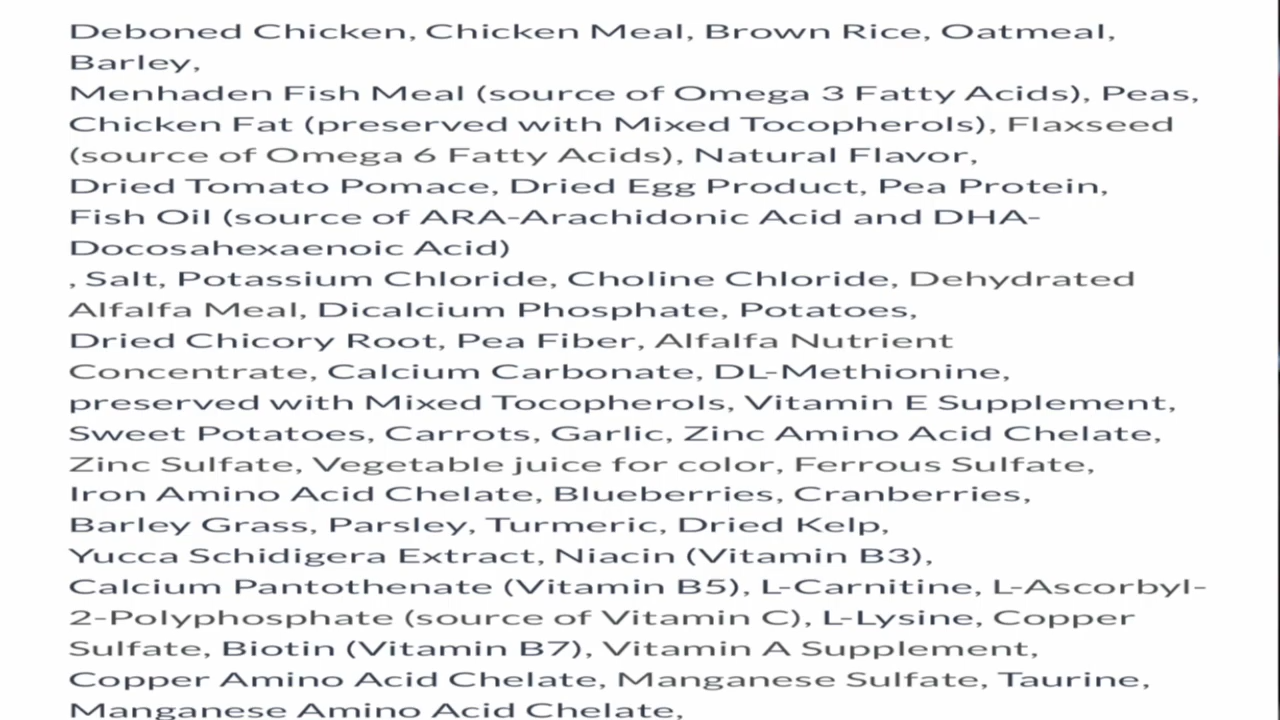 Deboned Chicken, Chicken Meal, Brown Rice, Oatmeal,
Barley,
Menhaden Fish Meal (source of Omega 3 Fatty Acids), Peas,
Chicken Fat (preserved with Mixed Tocopherols), Flaxseed
(source of Omega 6 Fatty Acids), Natural Flavor,
Dried Tomato Pomace, Dried Egg Product, Pea Protein,
Fish Oil (source of ARA-Arachidonic Acid and DHA-
Docosahexaenoic Acid)
, Salt, Potassium Chloride, Choline Chloride, Dehydrated
Alfalfa Meal, Dicalcium Phosphate, Potatoes,
Dried Chicory Root, Pea Fiber, Alfalfa Nutrient
Concentrate, Calcium Carbonate, DL-Methionine,
preserved with Mixed Tocopherols, Vitamin E Supplement,
Sweet Potatoes, Carrots, Garlic, Zinc Amino Acid Chelate,
Zinc Sulfate, Vegetable juice for color, Ferrous Sulfate,
Iron Amino Acid Chelate, Blueberries, Cranberries,
Barley Grass, Parsley, Turmeric, Dried Kelp,
Yucca Schidigera Extract, Niacin (Vitamin B3),
Calcium Pantothenate (Vitamin B5), L-Carnitine, L-Ascorbyl-
2-Polyphosphate (source of Vitamin C), L-Lysine, Copper
Sulfate, Biotin (Vitamin B7), Vitamin A Supplement,
Copper Amino Acid Chelate, Manganese Sulfate, Taurine,
Manganese Amino Acid Chelate,